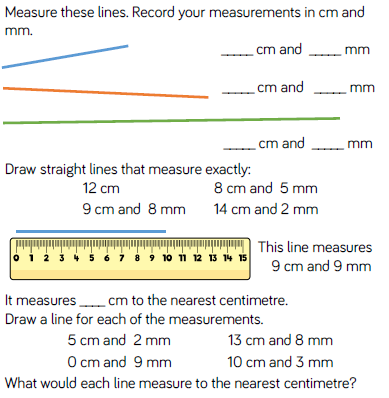 Measure these lines. Record your measurements in cm and
mm.
_____ cm and _____ mm
_____ cm and _____ mm
_____ cm and _____ mm
Draw straight lines that measure exactly:
12 cm 8 cm and 5 mm
9 cm and 8 mm 14 cm and 2 mm
0 1 2 3 4 5 6 7 8 9 10 11 12 13 14 15
This line measures
9 cm and 9 mm
It measures ____ cm to the nearest centimetre.
Draw a line for each of the measurements.
5 cm and 2 mm 13 cm and 8 mm
0 cm and 9 mm 10 cm and 3 mm
What would each line measure to the nearest centimetre?